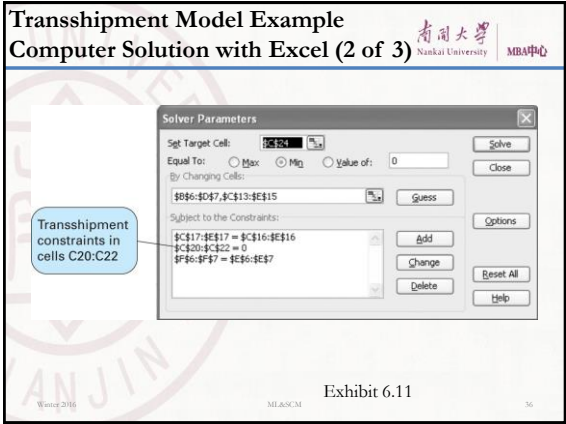 Transshipment Model Example
Computer Solution with Excel (2 of 3)
南開大學
Nankai University
MBA中心
Solver Parameters
Set Target Cell: $C$24
Solve
Equal To: Max Min Value of: 0
Close
By Changing Cells:
$B$6:$D$7,$C$13:$E$15
Guess
Subject to the Constraints:
Options
$C$17:$E$17 = $C$16:$E$16
Add
$C$20:$C$22 = 0
$F$6:$F$7 = $E$6:$E$7
Change
Reset All
Delete
Help
Transshipment
constraints in
cells C20:C22
Exhibit 6.11
UN
TIANJIN
Winter 2016
ML&SCM
36